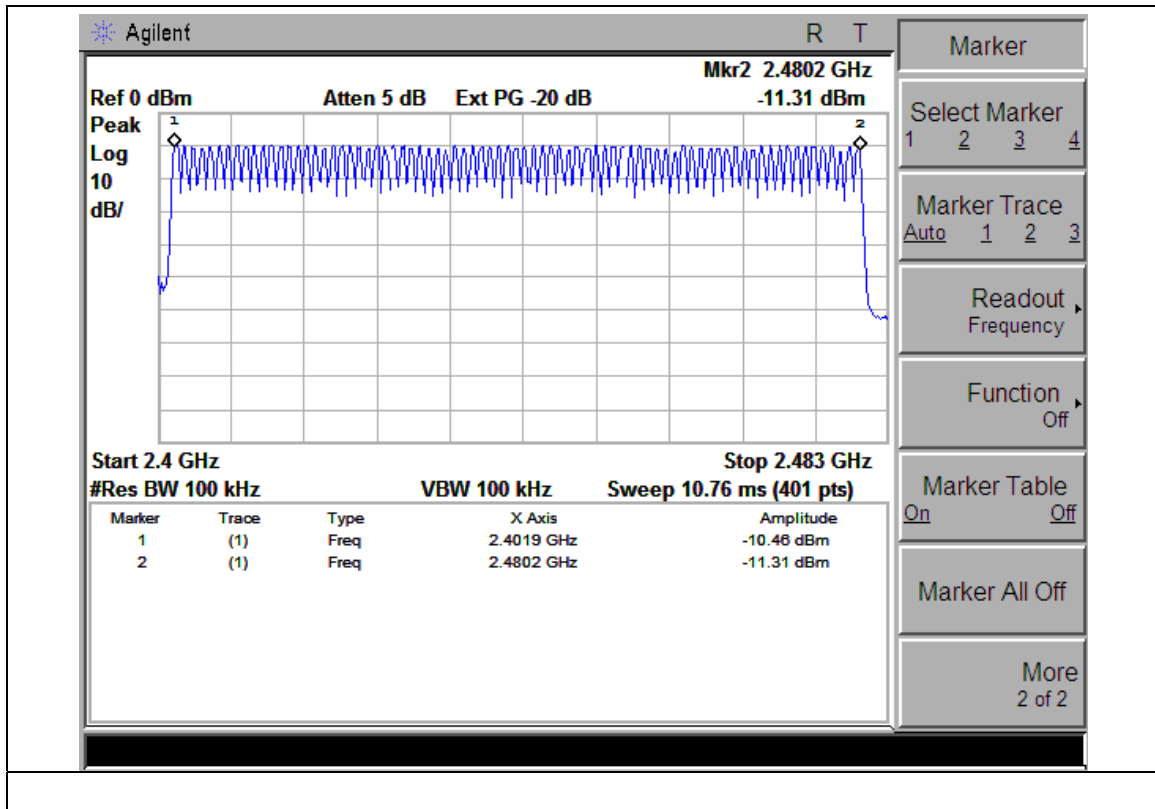 Agilent R T
Mkr2 2.4802 GHz
Ref 0 dBm Atten 5 dB Ext PG -20 dB -11.31 dBm
Peak
Log
10
dB/
1
2
Start 2.4 GHz Stop 2.483 GHz
#Res BW 100 kHz VBW 100 kHz Sweep 10.76 ms (401 pts)
Marker Trace Type X Axis Amplitude
1 (1) Freq 2.4019 GHz -10.46 dBm
2 (1) Freq 2.4802 GHz -11.31 dBm
Marker
Select Marker
1 2 3 4
Marker Trace
Auto 1 2 3
Readout
Frequency
Function
Off
Marker Table
On Off
Marker All Off
More
2 of 2